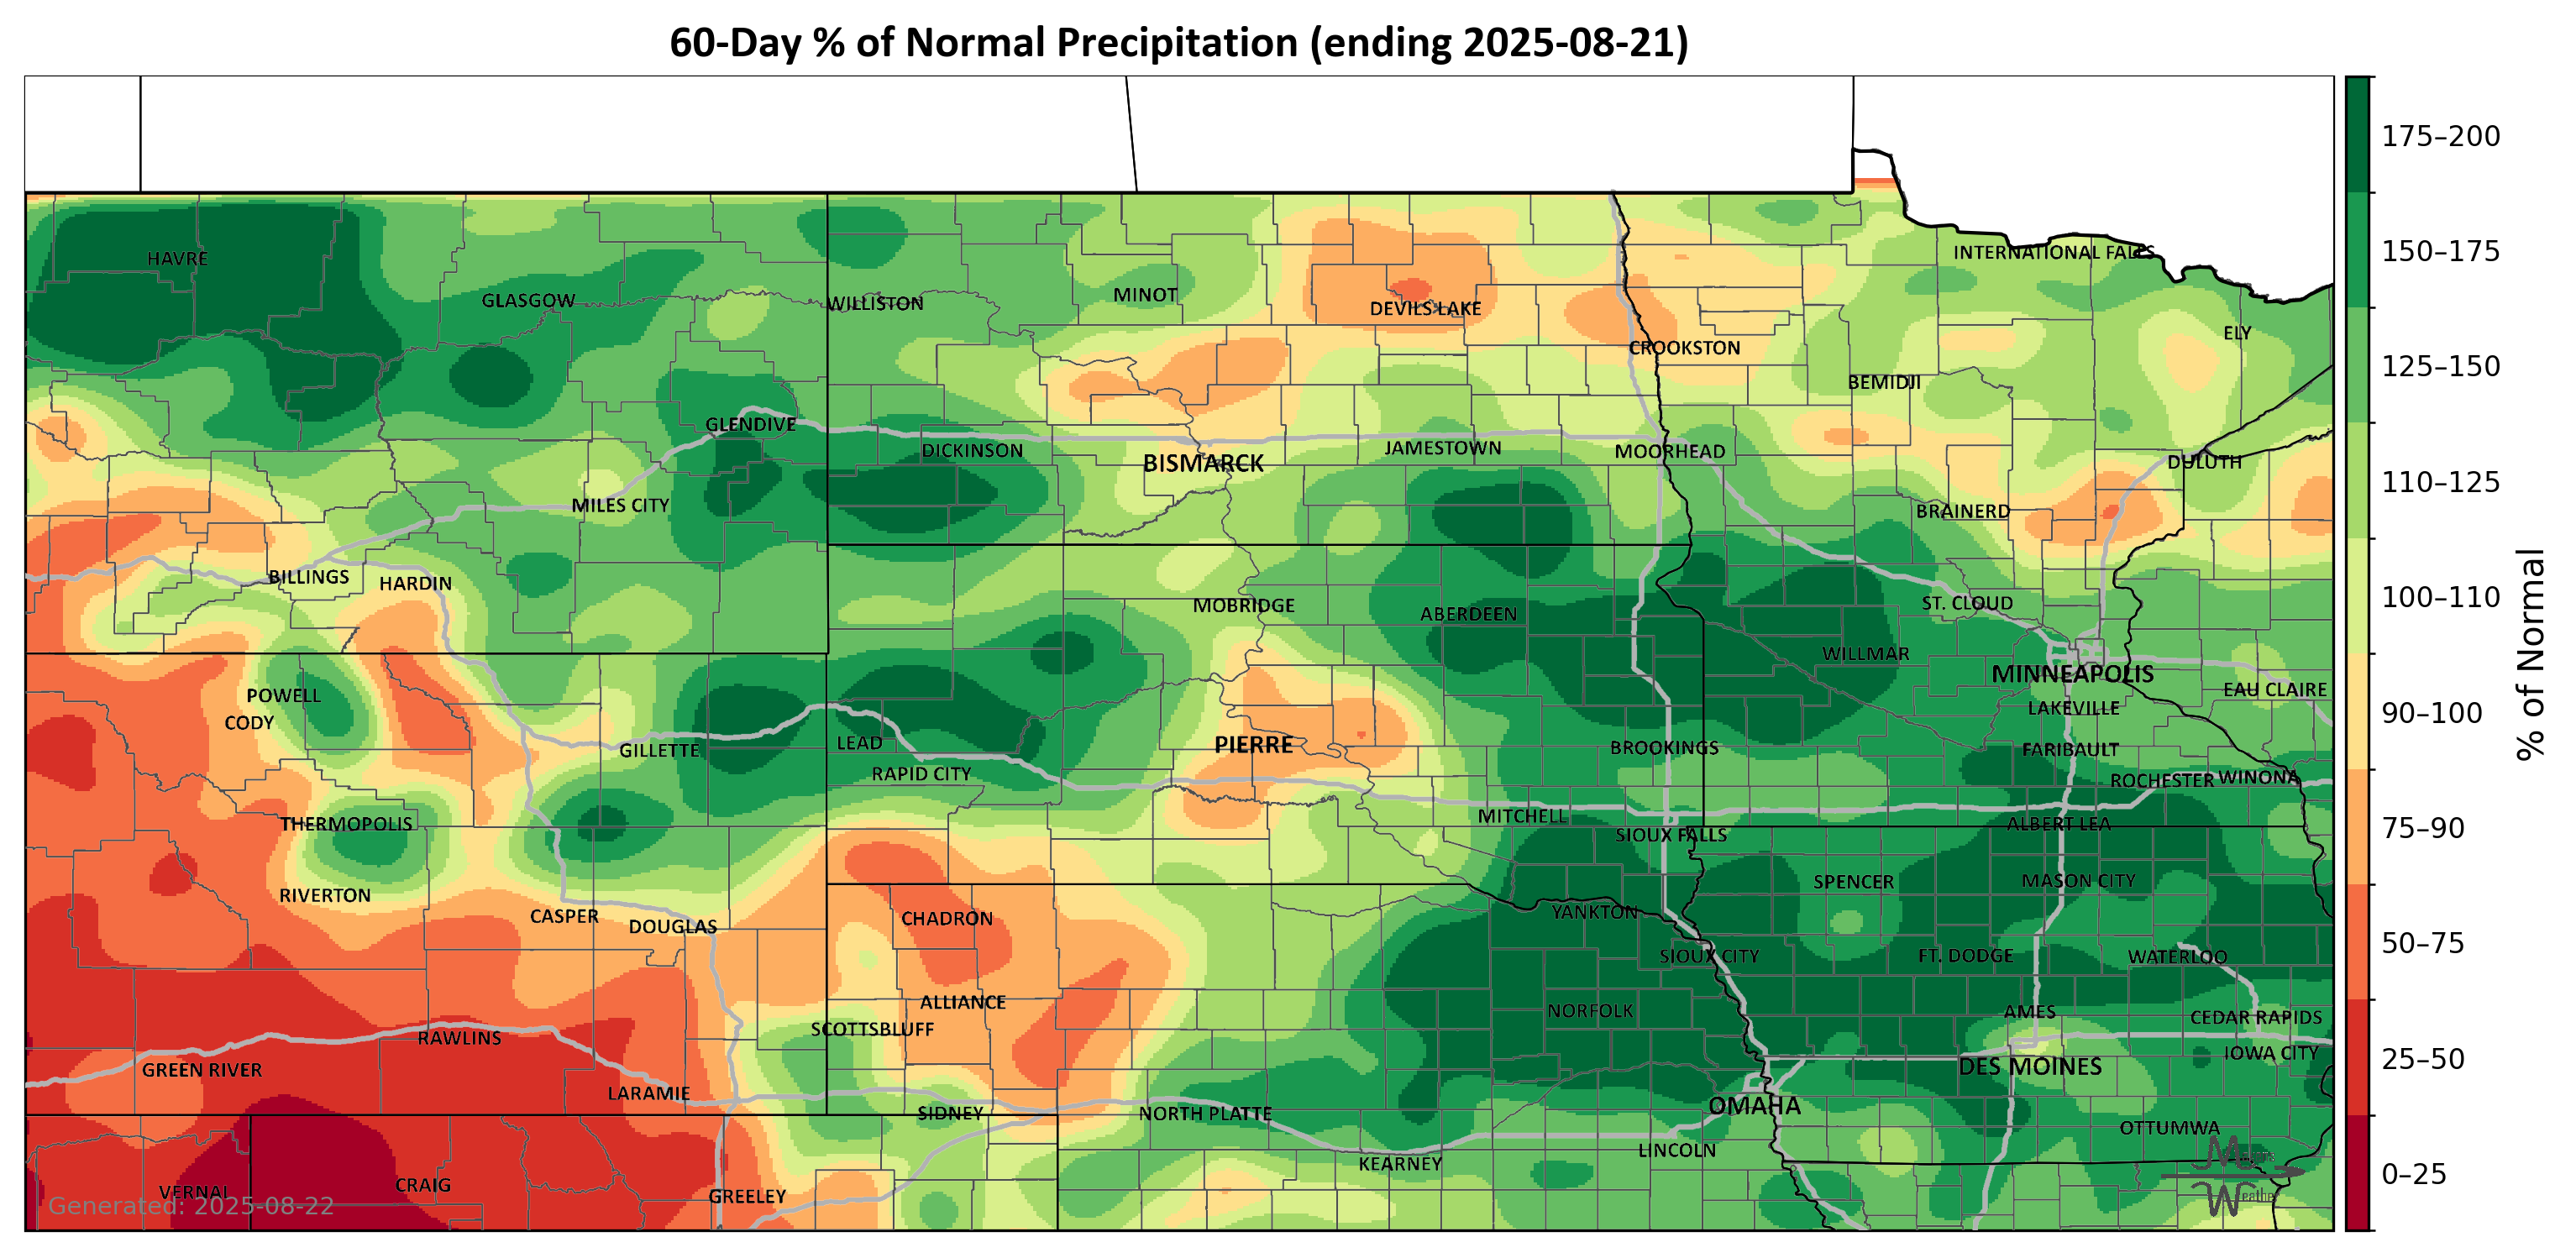 60-Day % of Normal Precipitation (ending 2025-08-21)
175–200
150–175
125–150
110–125
100–110
90–100
75–90
50–75
25–50
0–25
% of Normal
HAVRE
GLASGOW
WILLISTON
MINOT
DEVILS LAKE
CROOKSTON
INTERNATIONAL FALLS
ELY
BEMIDJI
GLENDIVE
DICKINSON
BISMARCK
JAMESTOWN
MOORHEAD
DULUTH
MILES CITY
BRAINERD
BILLINGS
HARDIN
MOBRIDGE
ABERDEEN
ST. CLOUD
WILLMAR
MINNEAPOLIS
EAU CLAIRE
POWELL
CODY
LAKEVILLE
GILLETTE
LEAD
PIERRE
BROOKINGS
FARIBAULT
RAPID CITY
ROCHESTER
WINONA
THERMOPOLIS
MITCHELL
SIOUX FALLS
ALBERT LEA
RIVERTON
CASPER
DOUGLAS
CHADRON
YANKTON
SPENCER
MASON CITY
SIOUX CITY
FT. DODGE
WATERLOO
ALLIANCE
SCOTTSBLUFF
NORFOLK
AMES
CEDAR RAPIDS
RAWLINS
GREEN RIVER
LARAMIE
DES MOINES
IOWA CITY
SIDNEY
NORTH PLATTE
OMAHA
OTTUMWA
KEARNEY
LINCOLN
VERNAL
CRAIG
GREELEY
Generated: 2025-08-22
Weather